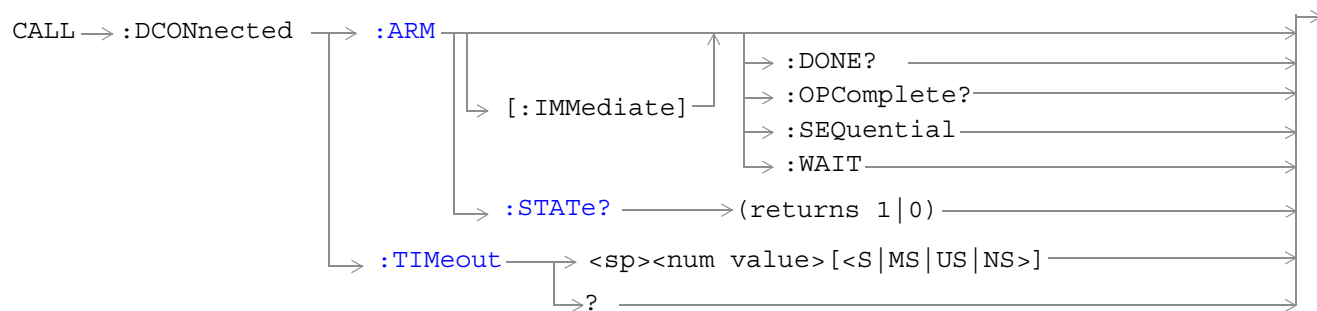 CALL :DCONnected :ARM
:DONE?
[:IMMediate] :OPComplete?
:SEQuential
:WAIT
:STATe? (returns 1|0)
:TIMeout <sp><num value>[<S|MS|US|NS>]
?